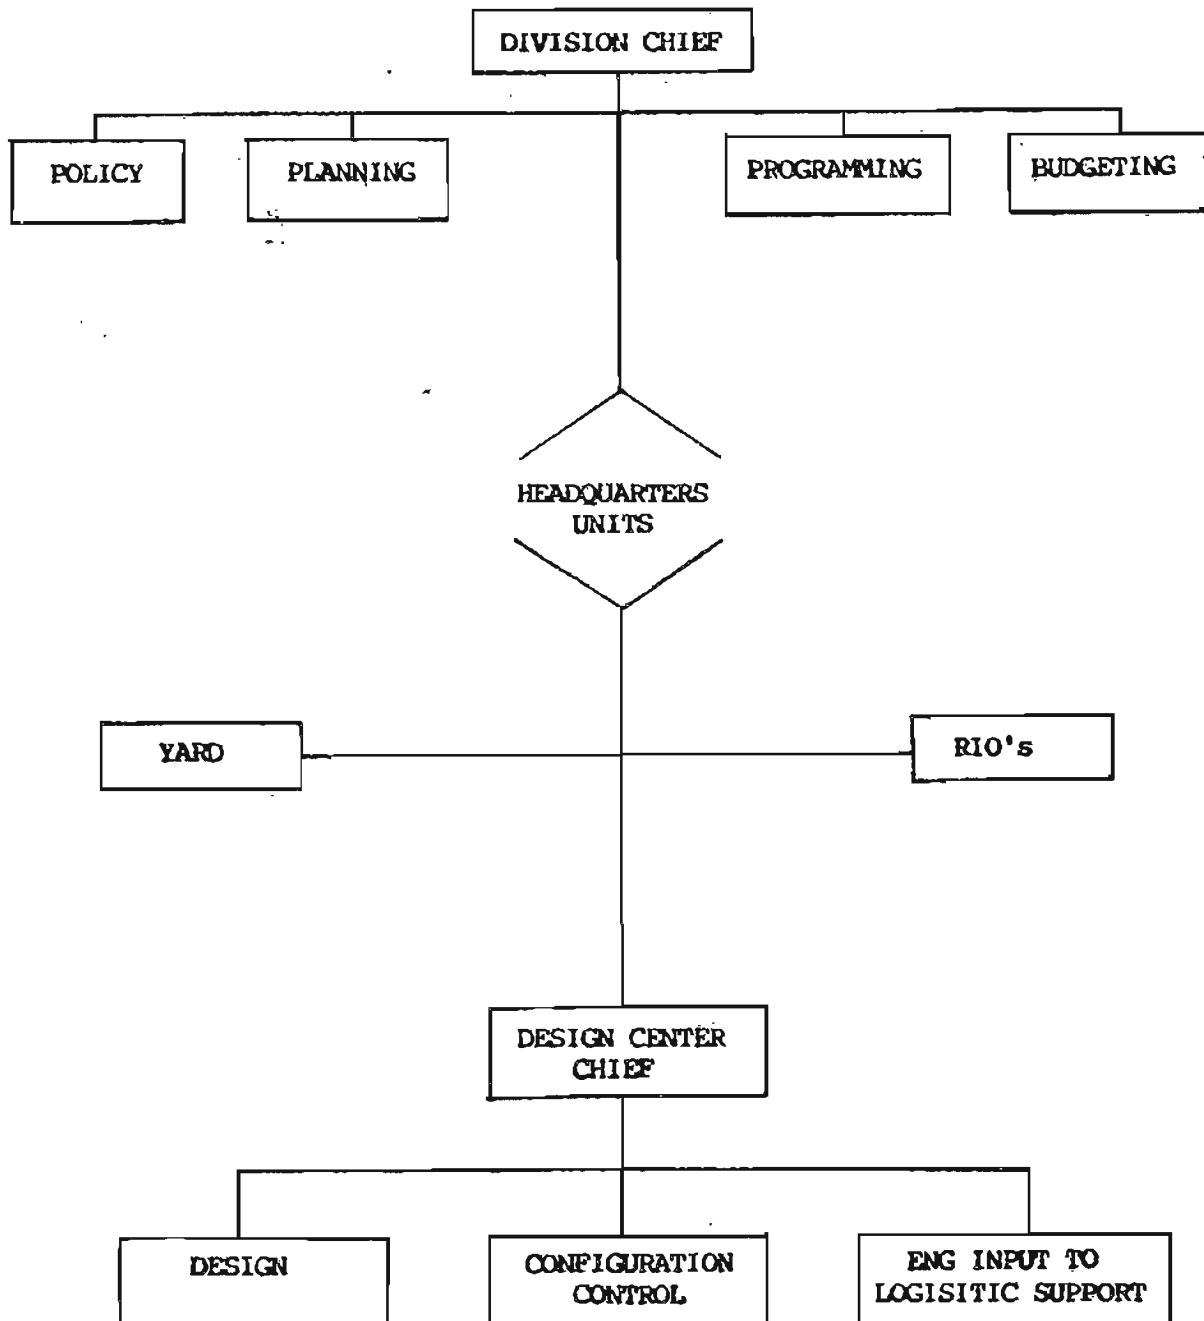 DIVISION CHIEF
POLICY
PLANNING
PROGRAMMING
BUDGETING
HEADQUARTERS
UNITS
YARD
RIO's
DESIGN CENTER
CHIEF
DESIGN
CONFIGURATION
CONTROL
ENG INPUT TO
LOGISITIC SUPPORT